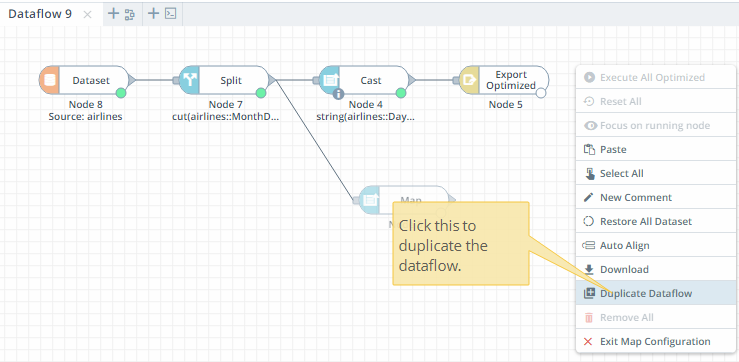 Dataflow 9
Dataset
Split
Cast
Export
Optimized
Node 8
Source: airlines
Node 7
cut(airlines::MonthD...
Node 4
string(airlines::Day...
Node 5
Map
Click this to
duplicate the
dataflow.
Execute All Optimized
Reset All
Focus on running node
Paste
Select All
New Comment
Restore All Dataset
Auto Align
Download
Duplicate Dataflow
Remove All
Exit Map Configuration